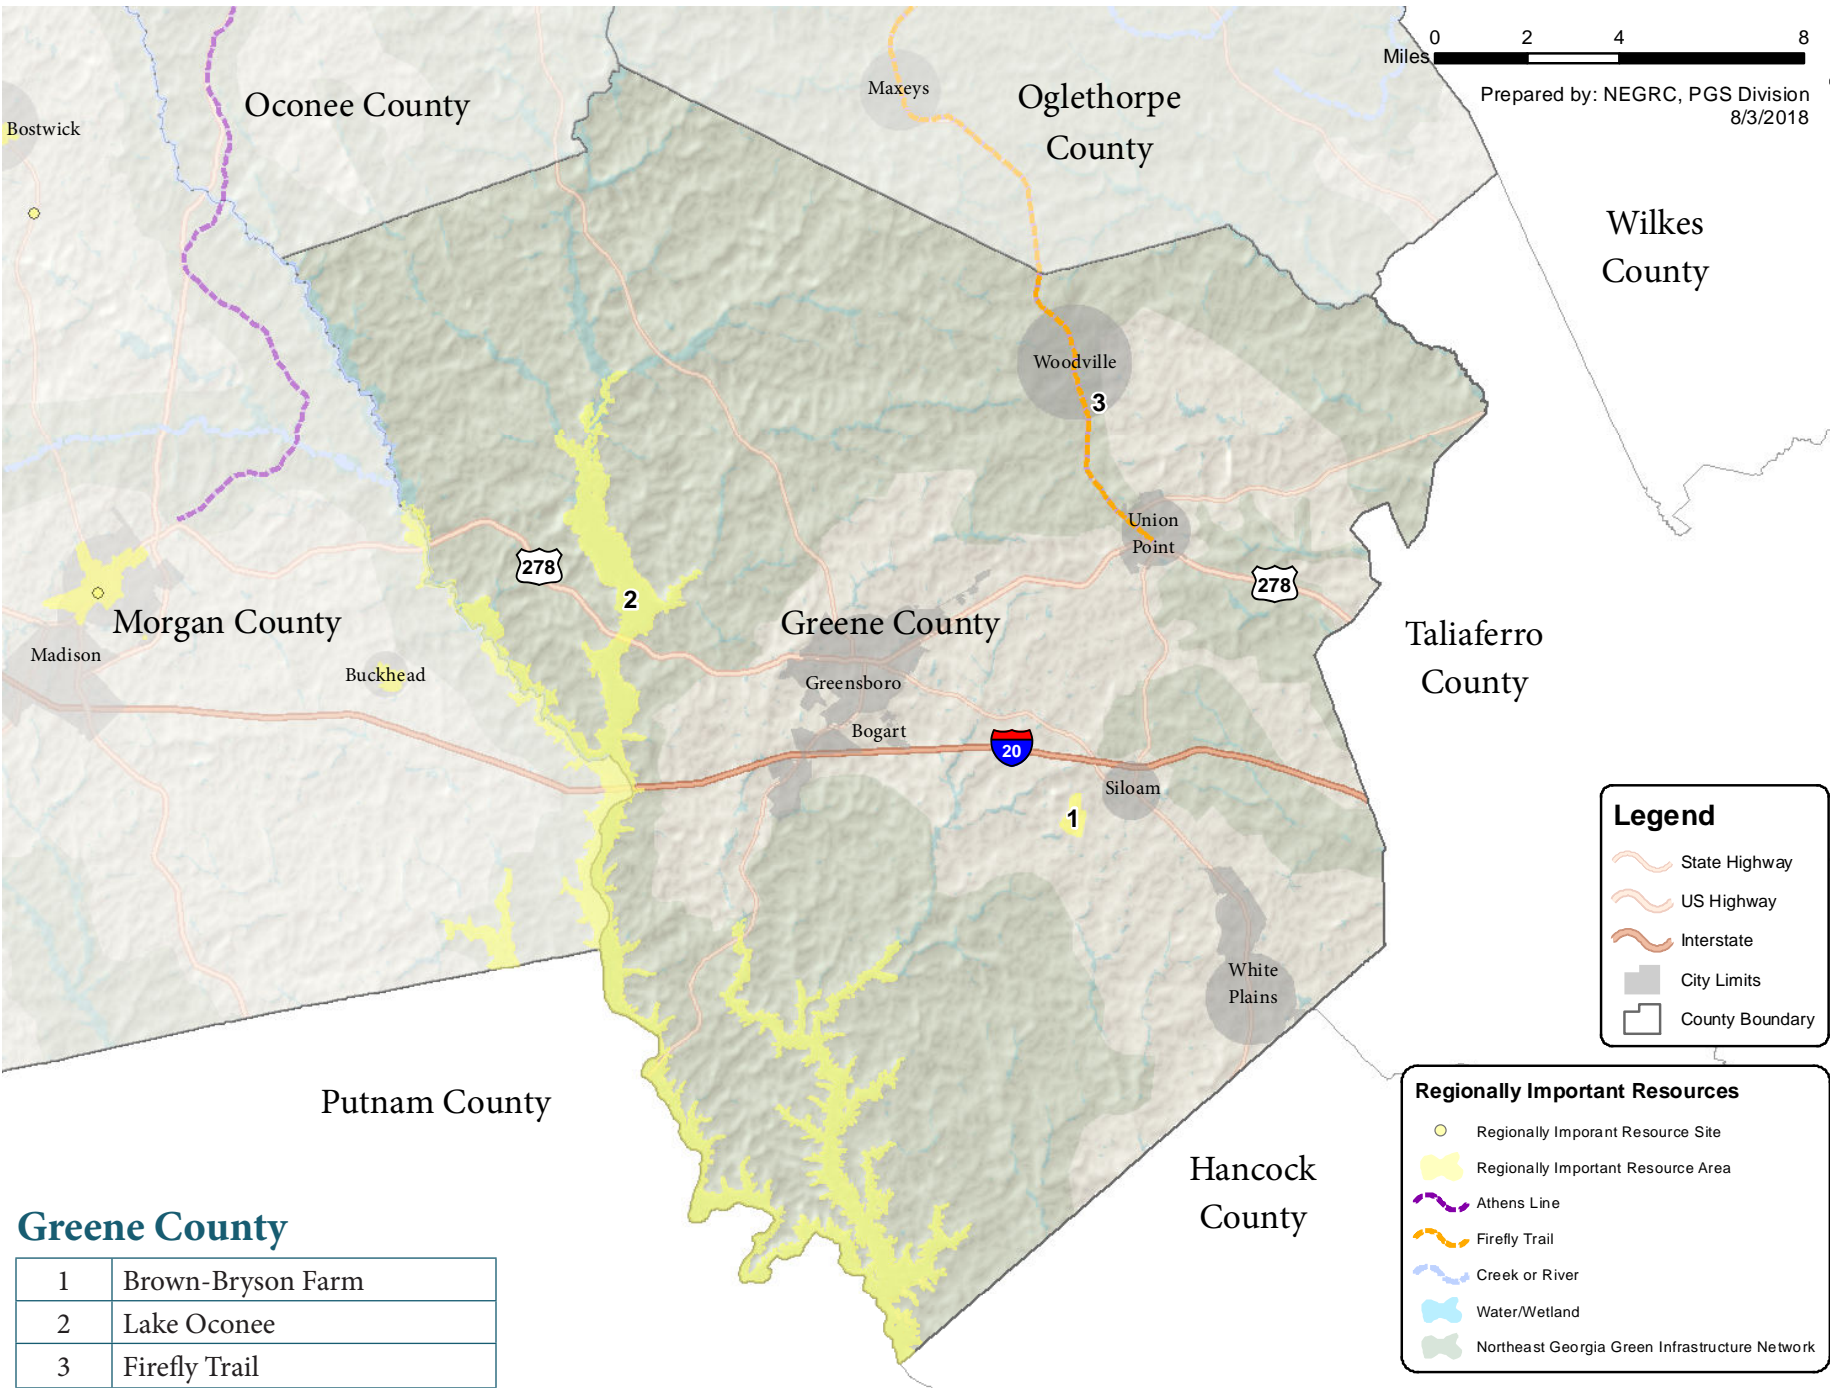 0 2 4 8
Miles
Prepared by: NEGRC, PGS Division
8/3/2018
Maxeys
Oconee County
Oglethorpe
County
Bostwick
Wilkes
County
Woodville
3
Union
Point
278
278
2
Morgan County
Greene County
Taliaferro
County
Madison
Buckhead
Greensboro
Bogart
20
Siloam
1
White
Plains
Putnam County
Hancock
County
Legend
State Highway
US Highway
Interstate
City Limits
County Boundary
Regionally Important Resources
Regionally Imporant Resource Site
Regionally Important Resource Area
Athens Line
Firefly Trail
Creek or River
Water/Wetland
Northeast Georgia Green Infrastructure Network
Greene County
1 Brown-Bryson Farm
2 Lake Oconee
3 Firefly Trail